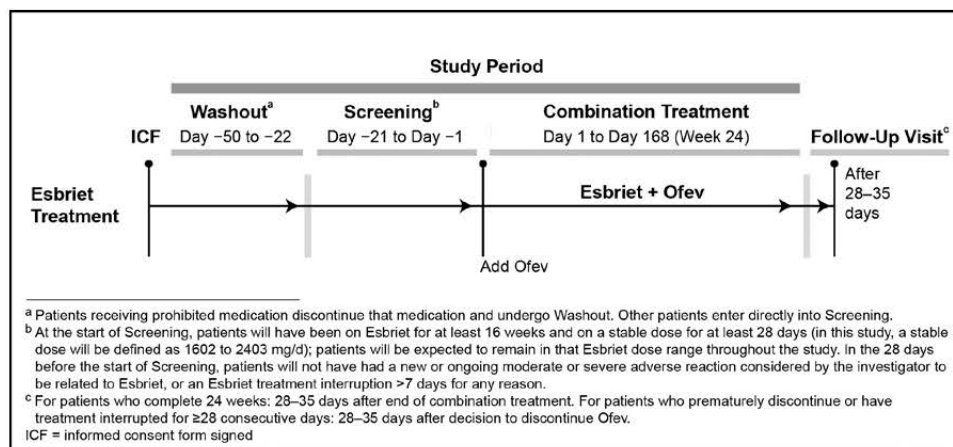 Study Period
Washoutᵃ Screeningᵇ Combination Treatment
ICF Day −50 to −22 Day −21 to Day −1 Day 1 to Day 168 (Week 24) Follow-Up Visitᶜ
Esbriet Treatment
Esbriet + Ofev
After
28–35
days
Add Ofev
ᵃ Patients receiving prohibited medication discontinue that medication and undergo Washout. Other patients enter directly into Screening.
ᵇ At the start of Screening, patients will have been on Esbriet for at least 16 weeks and on a stable dose for at least 28 days (in this study, a stable
dose will be defined as 1602 to 2403 mg/d); patients will be expected to remain in that Esbriet dose range throughout the study. In the 28 days
before the start of Screening, patients will not have had a new or ongoing moderate or severe adverse reaction considered by the investigator to
be related to Esbriet, or an Esbriet treatment interruption >7 days for any reason.
ᶜ For patients who complete 24 weeks: 28–35 days after end of combination treatment. For patients who prematurely discontinue or have
treatment interrupted for ≥28 consecutive days: 28–35 days after decision to discontinue Ofev.
ICF = informed consent form signed